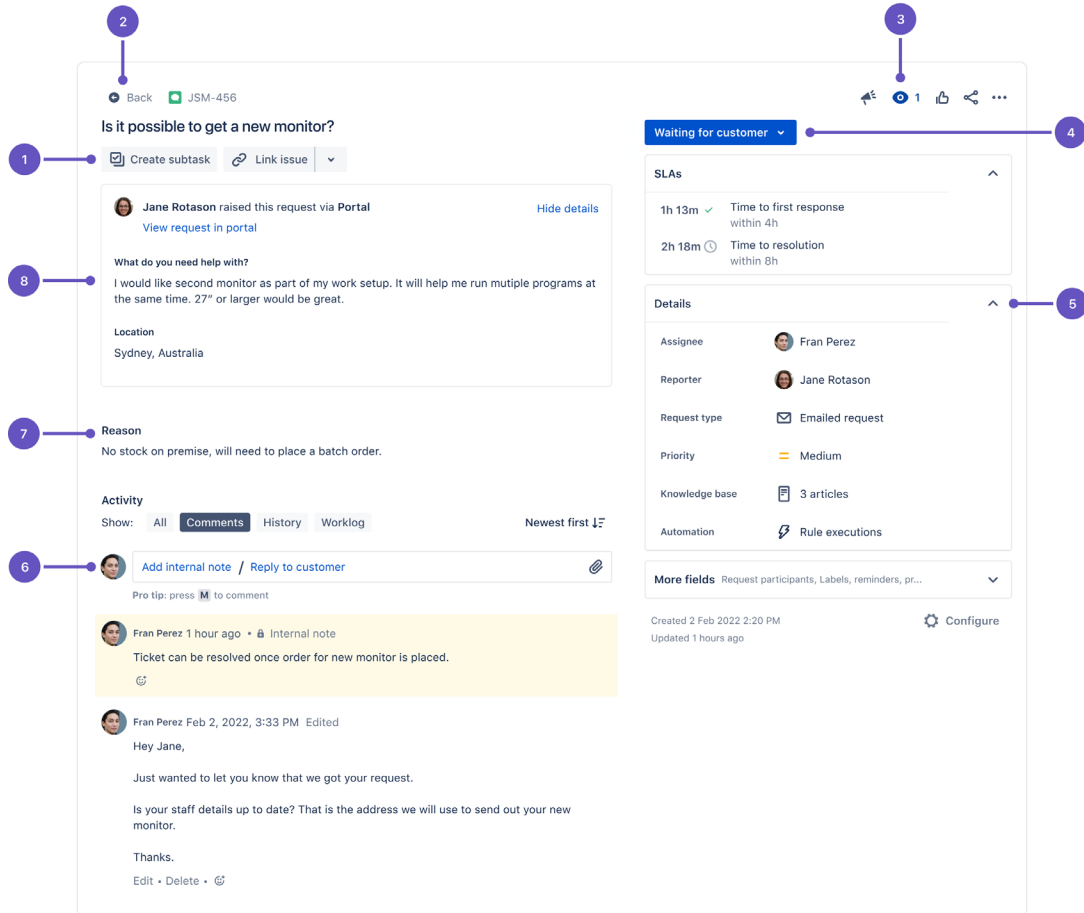 2
3
Back JSM-456
1
Is it possible to get a new monitor?
Waiting for customer
4
1
Create subtask Link issue
SLAs
1h 13m Time to first response
within 4h
2h 18m Time to resolution
within 8h
Jane Rotason raised this request via Portal Hide details
View request in portal
8
What do you need help with?
I would like second monitor as part of my work setup. It will help me run mutiple programs at
the same time. 27” or larger would be great.
Location
Sydney, Australia
Details
5
Assignee Fran Perez
Reporter Jane Rotason
Request type Emailed request
Priority Medium
Knowledge base 3 articles
Automation Rule executions
7
Reason
No stock on premise, will need to place a batch order.
Activity
Show: All Comments History Worklog Newest first
6
Add internal note / Reply to customer
Pro tip: press M to comment
More fields Request participants, Labels, reminders, pr...
Created 2 Feb 2022 2:20 PM Configure
Updated 1 hours ago
Fran Perez 1 hour ago • Internal note
Ticket can be resolved once order for new monitor is placed.
Fran Perez Feb 2, 2022, 3:33 PM Edited
Hey Jane,
Just wanted to let you know that we got your request.
Is your staff details up to date? That is the address we will use to send out your new
monitor.
Thanks.
Edit • Delete •